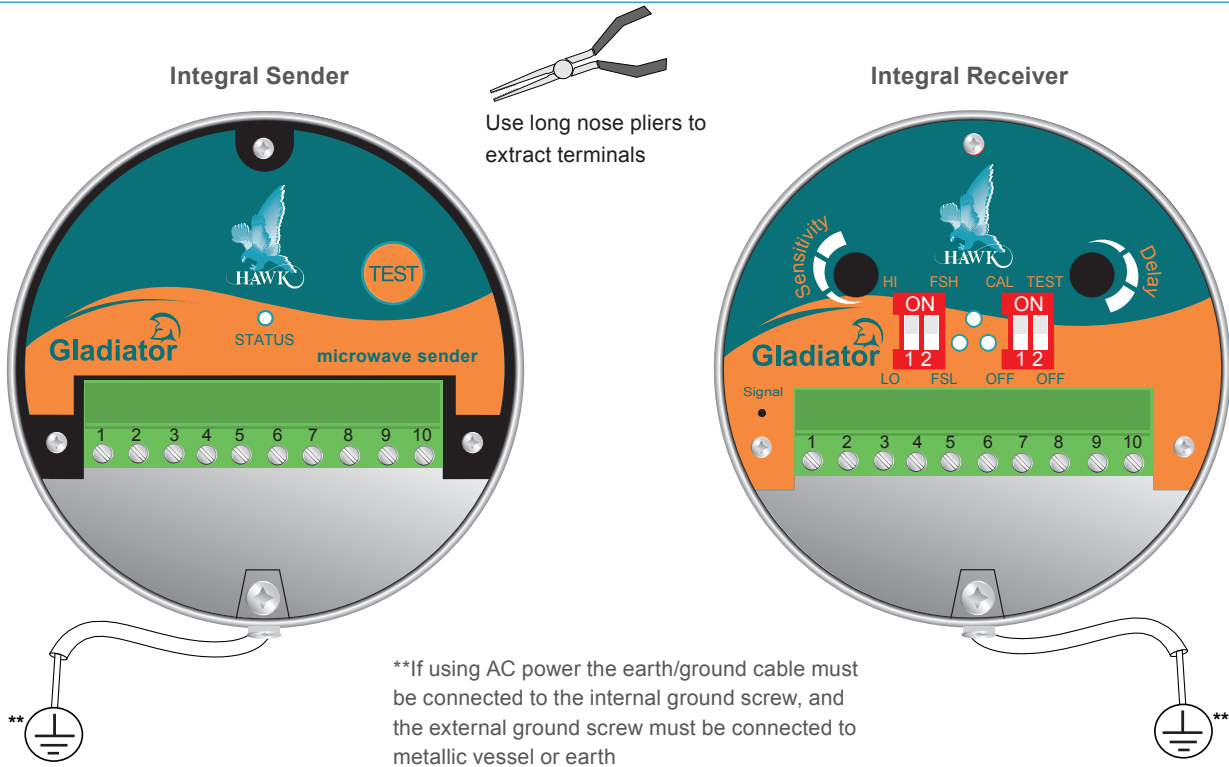 Integral Sender
Use long nose pliers to
extract terminals
Integral Receiver
HAWK
TEST
STATUS
Gladiator
microwave sender
1 2 3 4 5 6 7 8 9 10
Sensitivity
HAWK
Delay
HI FSH CAL TEST
ON ON
Gladiator
1 2 1 2
LO FSL OFF OFF
Signal
1 2 3 4 5 6 7 8 9 10
**If using AC power the earth/ground cable must
be connected to the internal ground screw, and
the external ground screw must be connected to
metallic vessel or earth
**
**